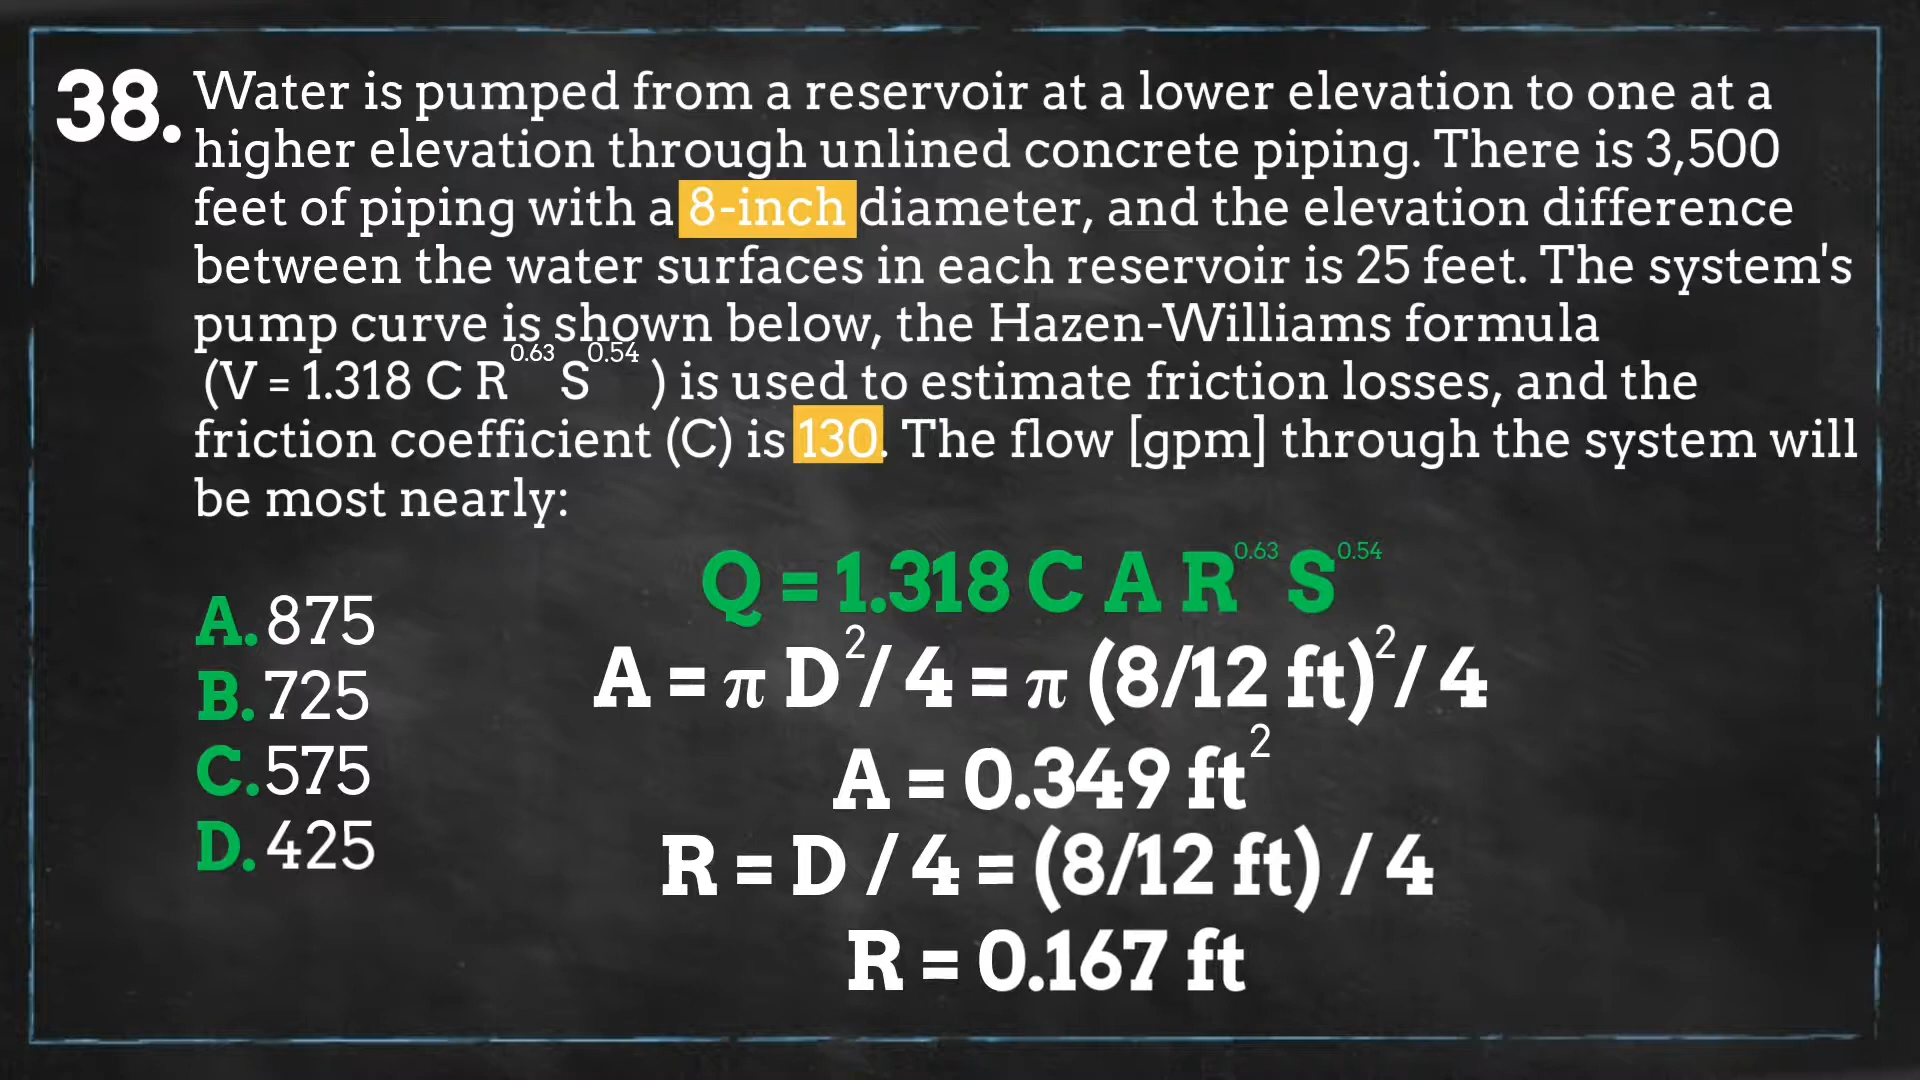 38. Water is pumped from a reservoir at a lower elevation to one at a
higher elevation through unlined concrete piping. There is 3,500
feet of piping with a 8-inch diameter, and the elevation difference
between the water surfaces in each reservoir is 25 feet. The system's
pump curve is shown below, the Hazen-Williams formula
(V = 1.318 C R^0.63 S^0.54 ) is used to estimate friction losses, and the
friction coefficient (C) is 130. The flow [gpm] through the system will
be most nearly:
A. 875
B. 725
C. 575
D. 425
Q = 1.318 C A R^0.63 S^0.54
A = π D²/ 4 = π (8/12 ft)²/ 4
A = 0.349 ft²
R = D / 4 = (8/12 ft) / 4
R = 0.167 ft